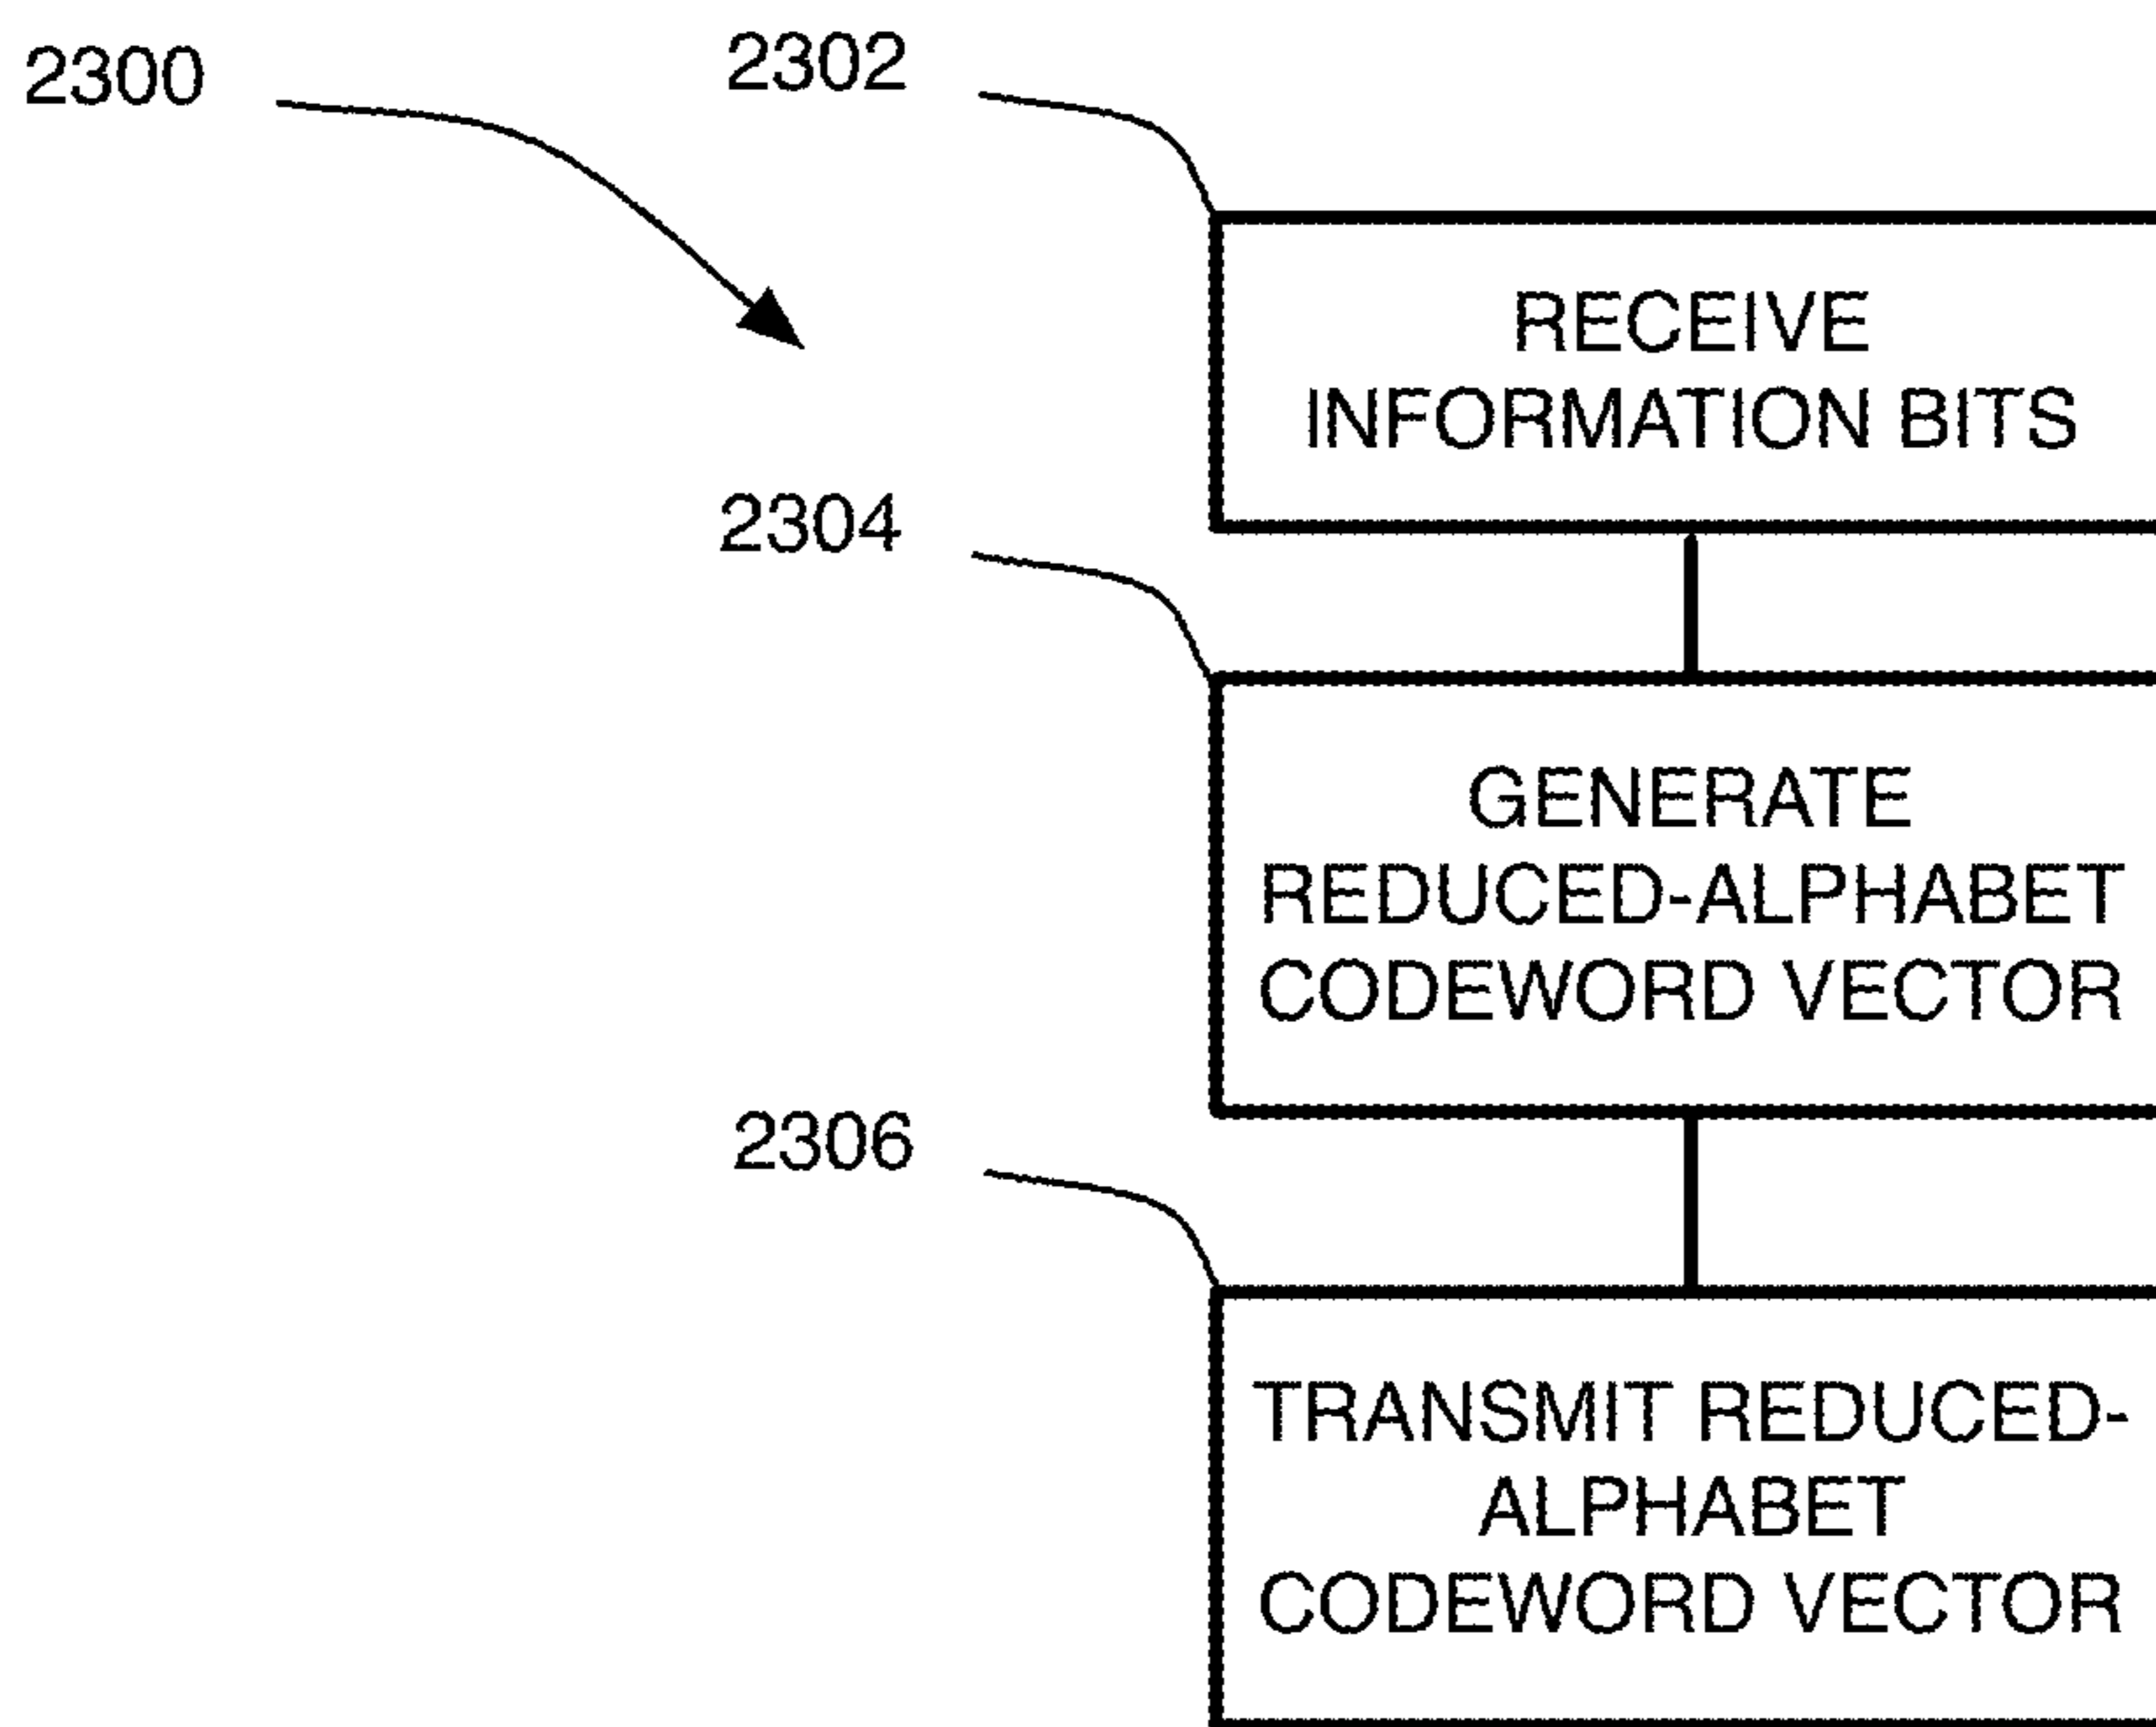 2300
2302
RECEIVE
INFORMATION BITS
2304
GENERATE
REDUCED-ALPHABET
CODEWORD VECTOR
2306
TRANSMIT REDUCED-
ALPHABET
CODEWORD VECTOR